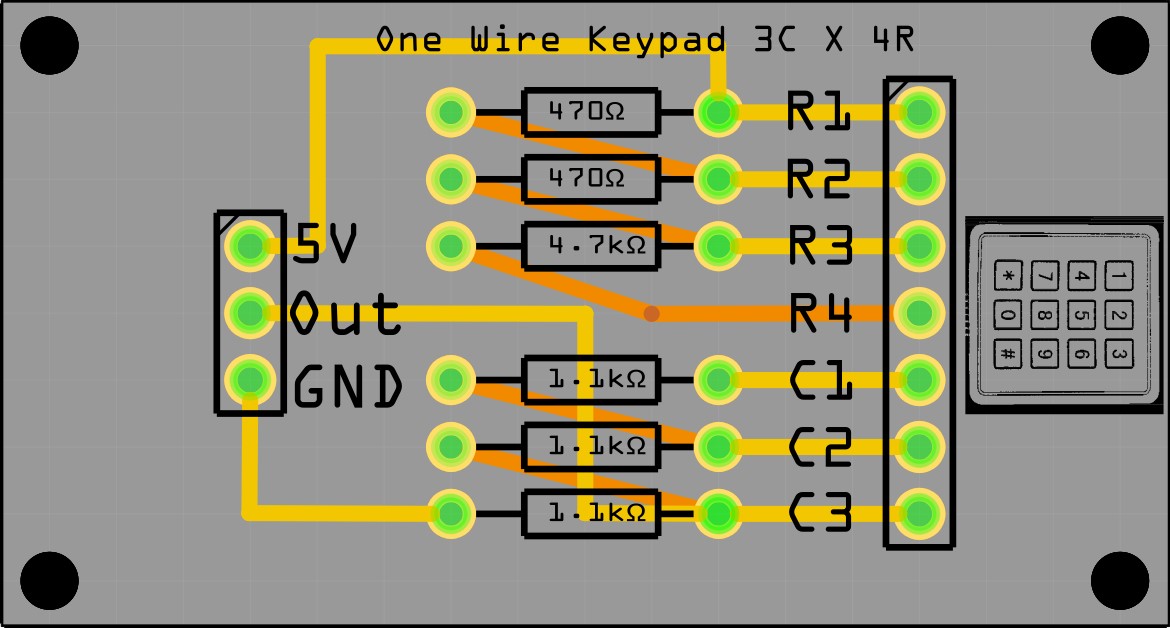 One Wire Keypad 3C X 4R
470Ω R1
470Ω R2
5V 4.7kΩ R3
Out R4
GND 1.1kΩ C1
1.1kΩ C2
1.1kΩ C3
* 7 4 1
0 8 5 2
# 9 6 3